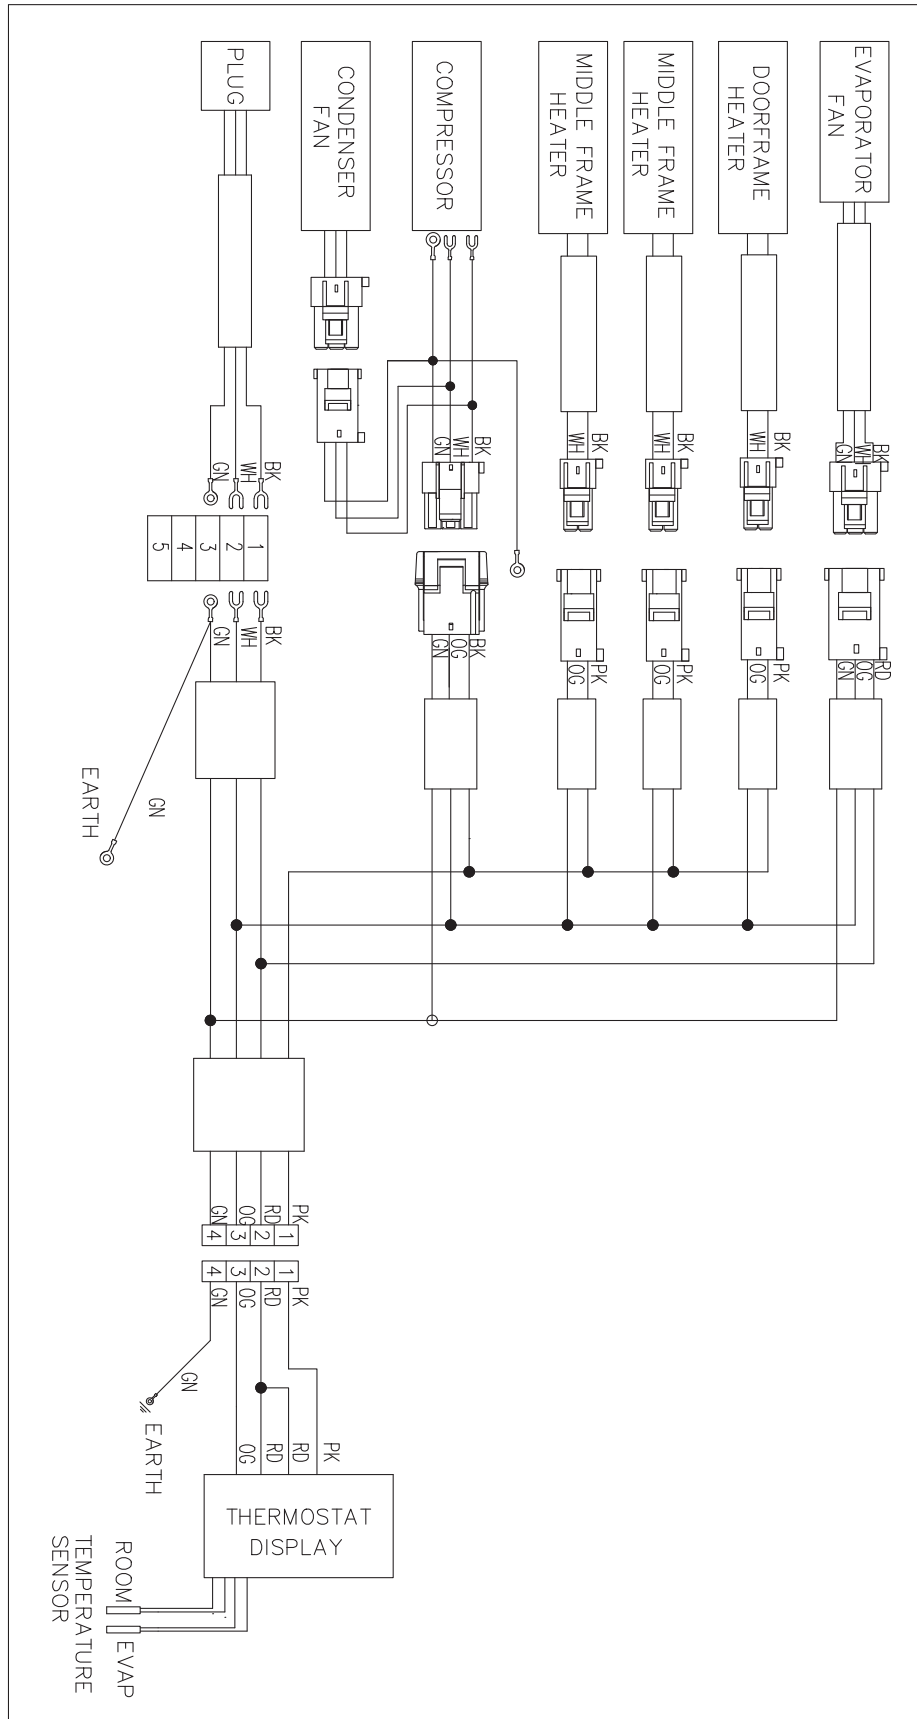 PLUG
CONDENSER
FAN
COMPRESSOR
MIDDLE FRAME
HEATER
MIDDLE FRAME
HEATER
DOORFRAME
HEATER
EVAPORATOR
FAN
GN WH BK
GN WH BK
WH BK
WH BK
WH BK
GN WH BK
5 4 3 2 1
GN WH BK
GN OG BK
OG PK
OG PK
OG PK
GN OG RD
EARTH
GN
GN OG RD PK
4 3 2 1
4 3 2 1
GN OG RD PK
GN
EARTH
OG RD RD PK
THERMOSTAT
DISPLAY
ROOM EVAP
TEMPERATURE
SENSOR